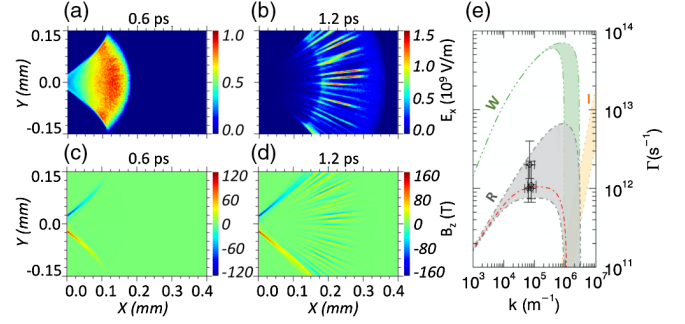 (a)
0.6 ps
(b)
1.2 ps
(e)
0.15
0.0
-0.15
Y (mm)
1.0
0.5
0.0
1.5
1.0
0.5
0.0
E_x (10⁹ V/m)
(c)
0.6 ps
(d)
1.2 ps
0.15
0.0
-0.15
Y (mm)
120
60
0
-60
-120
160
80
0
-80
-160
B_z (T)
0.0 0.1 0.2 0.3 0.4
X (mm)
0.0 0.1 0.2 0.3 0.4
X (mm)
W
R
I
10¹⁴
10¹³
10¹²
10¹¹
Γ(s⁻¹)
10³ 10⁴ 10⁵ 10⁶ 10⁷
k (m⁻¹)